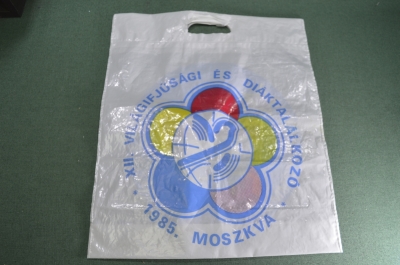 XII. VILÁGIFJÚSÁGI ÉS DIÁKTALÁLKOZÓ
· 1985. MOSZKVA ·